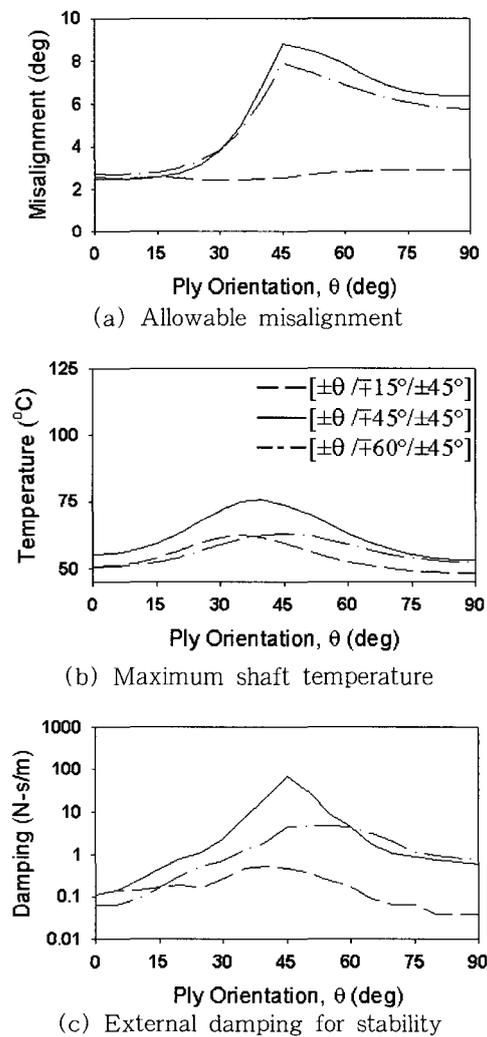 10
8
6
4
2
0
Misalignment (deg)
0 15 30 45 60 75 90
Ply Orientation, θ (deg)
(a) Allowable misalignment
125
100
75
50
Temperature (⁰C)
[±θ /∓15°/±45°]
[±θ /∓45°/±45°]
[±θ /∓60°/±45°]
0 15 30 45 60 75 90
Ply Orientation, θ (deg)
(b) Maximum shaft temperature
1000
100
10
1
0.1
0.01
Damping (N-s/m)
0 15 30 45 60 75 90
Ply Orientation, θ (deg)
(c) External damping for stability